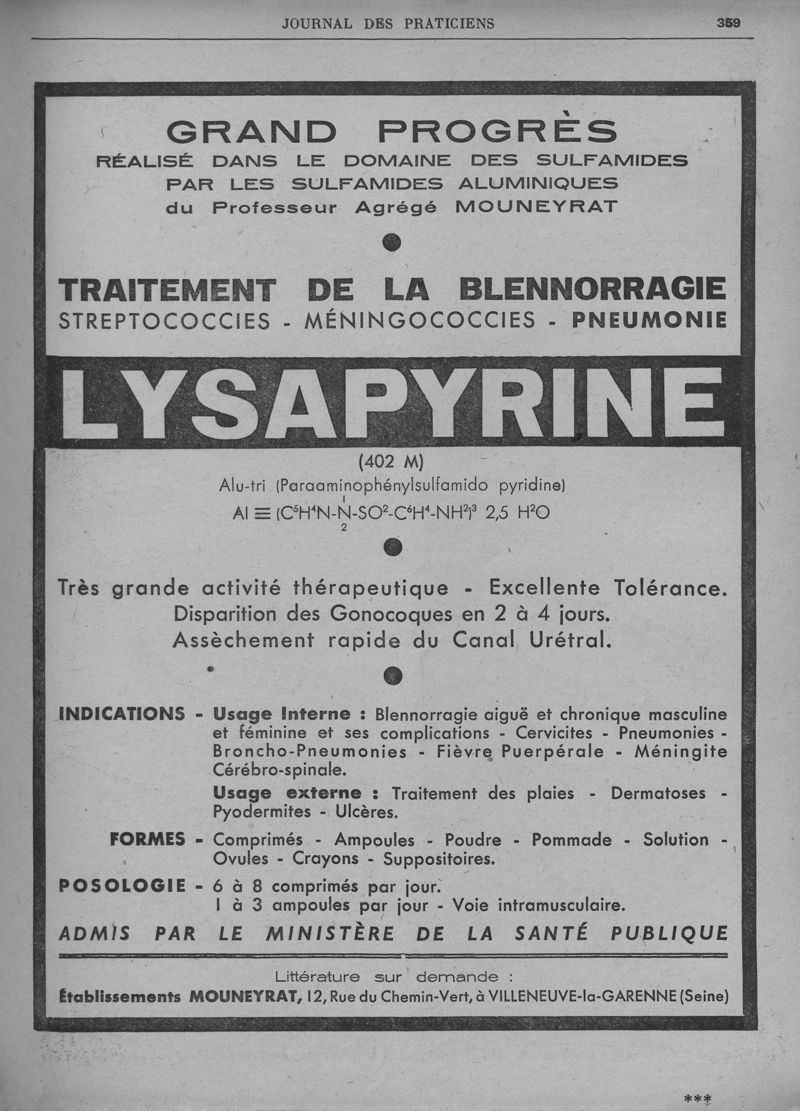 JOURNAL DES PRATICIENS 359
GRAND PROGRÈS
RÉALISÉ DANS LE DOMAINE DES SULFAMIDES
PAR LES SULFAMIDES ALUMINIQUES
du Professeur Agrégé MOUNEYRAT
TRAITEMENT DE LA BLENNORRAGIE
STREPTOCOCCIES - MÉNINGOCOCCIES - PNEUMONIE
LYSAPYRINE
(402 M)
Alu-tri (Paraaminophénylsulfamido pyridine)
Al ≡ (C⁵H⁴N-N-SO²-C⁶H⁴-NH²)³ 2,5 H²O
2
Très grande activité thérapeutique - Excellente Tolérance.
Disparition des Gonocoques en 2 à 4 jours.
Assèchement rapide du Canal Urétral.
INDICATIONS - Usage Interne : Blennorragie aiguë et chronique masculine
et féminine et ses complications - Cervicites - Pneumonies -
Broncho-Pneumonies - Fièvre Puerpérale - Méningite
Cérébro-spinale.
Usage externe : Traitement des plaies - Dermatoses -
Pyodermites - Ulcères.
FORMES - Comprimés - Ampoules - Poudre - Pommade - Solution -
Ovules - Crayons - Suppositoires.
POSOLOGIE - 6 à 8 comprimés par jour.
1 à 3 ampoules par jour - Voie intramusculaire.
ADMIS PAR LE MINISTÈRE DE LA SANTÉ PUBLIQUE
Littérature sur demande :
Établissements MOUNEYRAT, 12, Rue du Chemin-Vert, à VILLENEUVE-la-GARENNE (Seine)
***